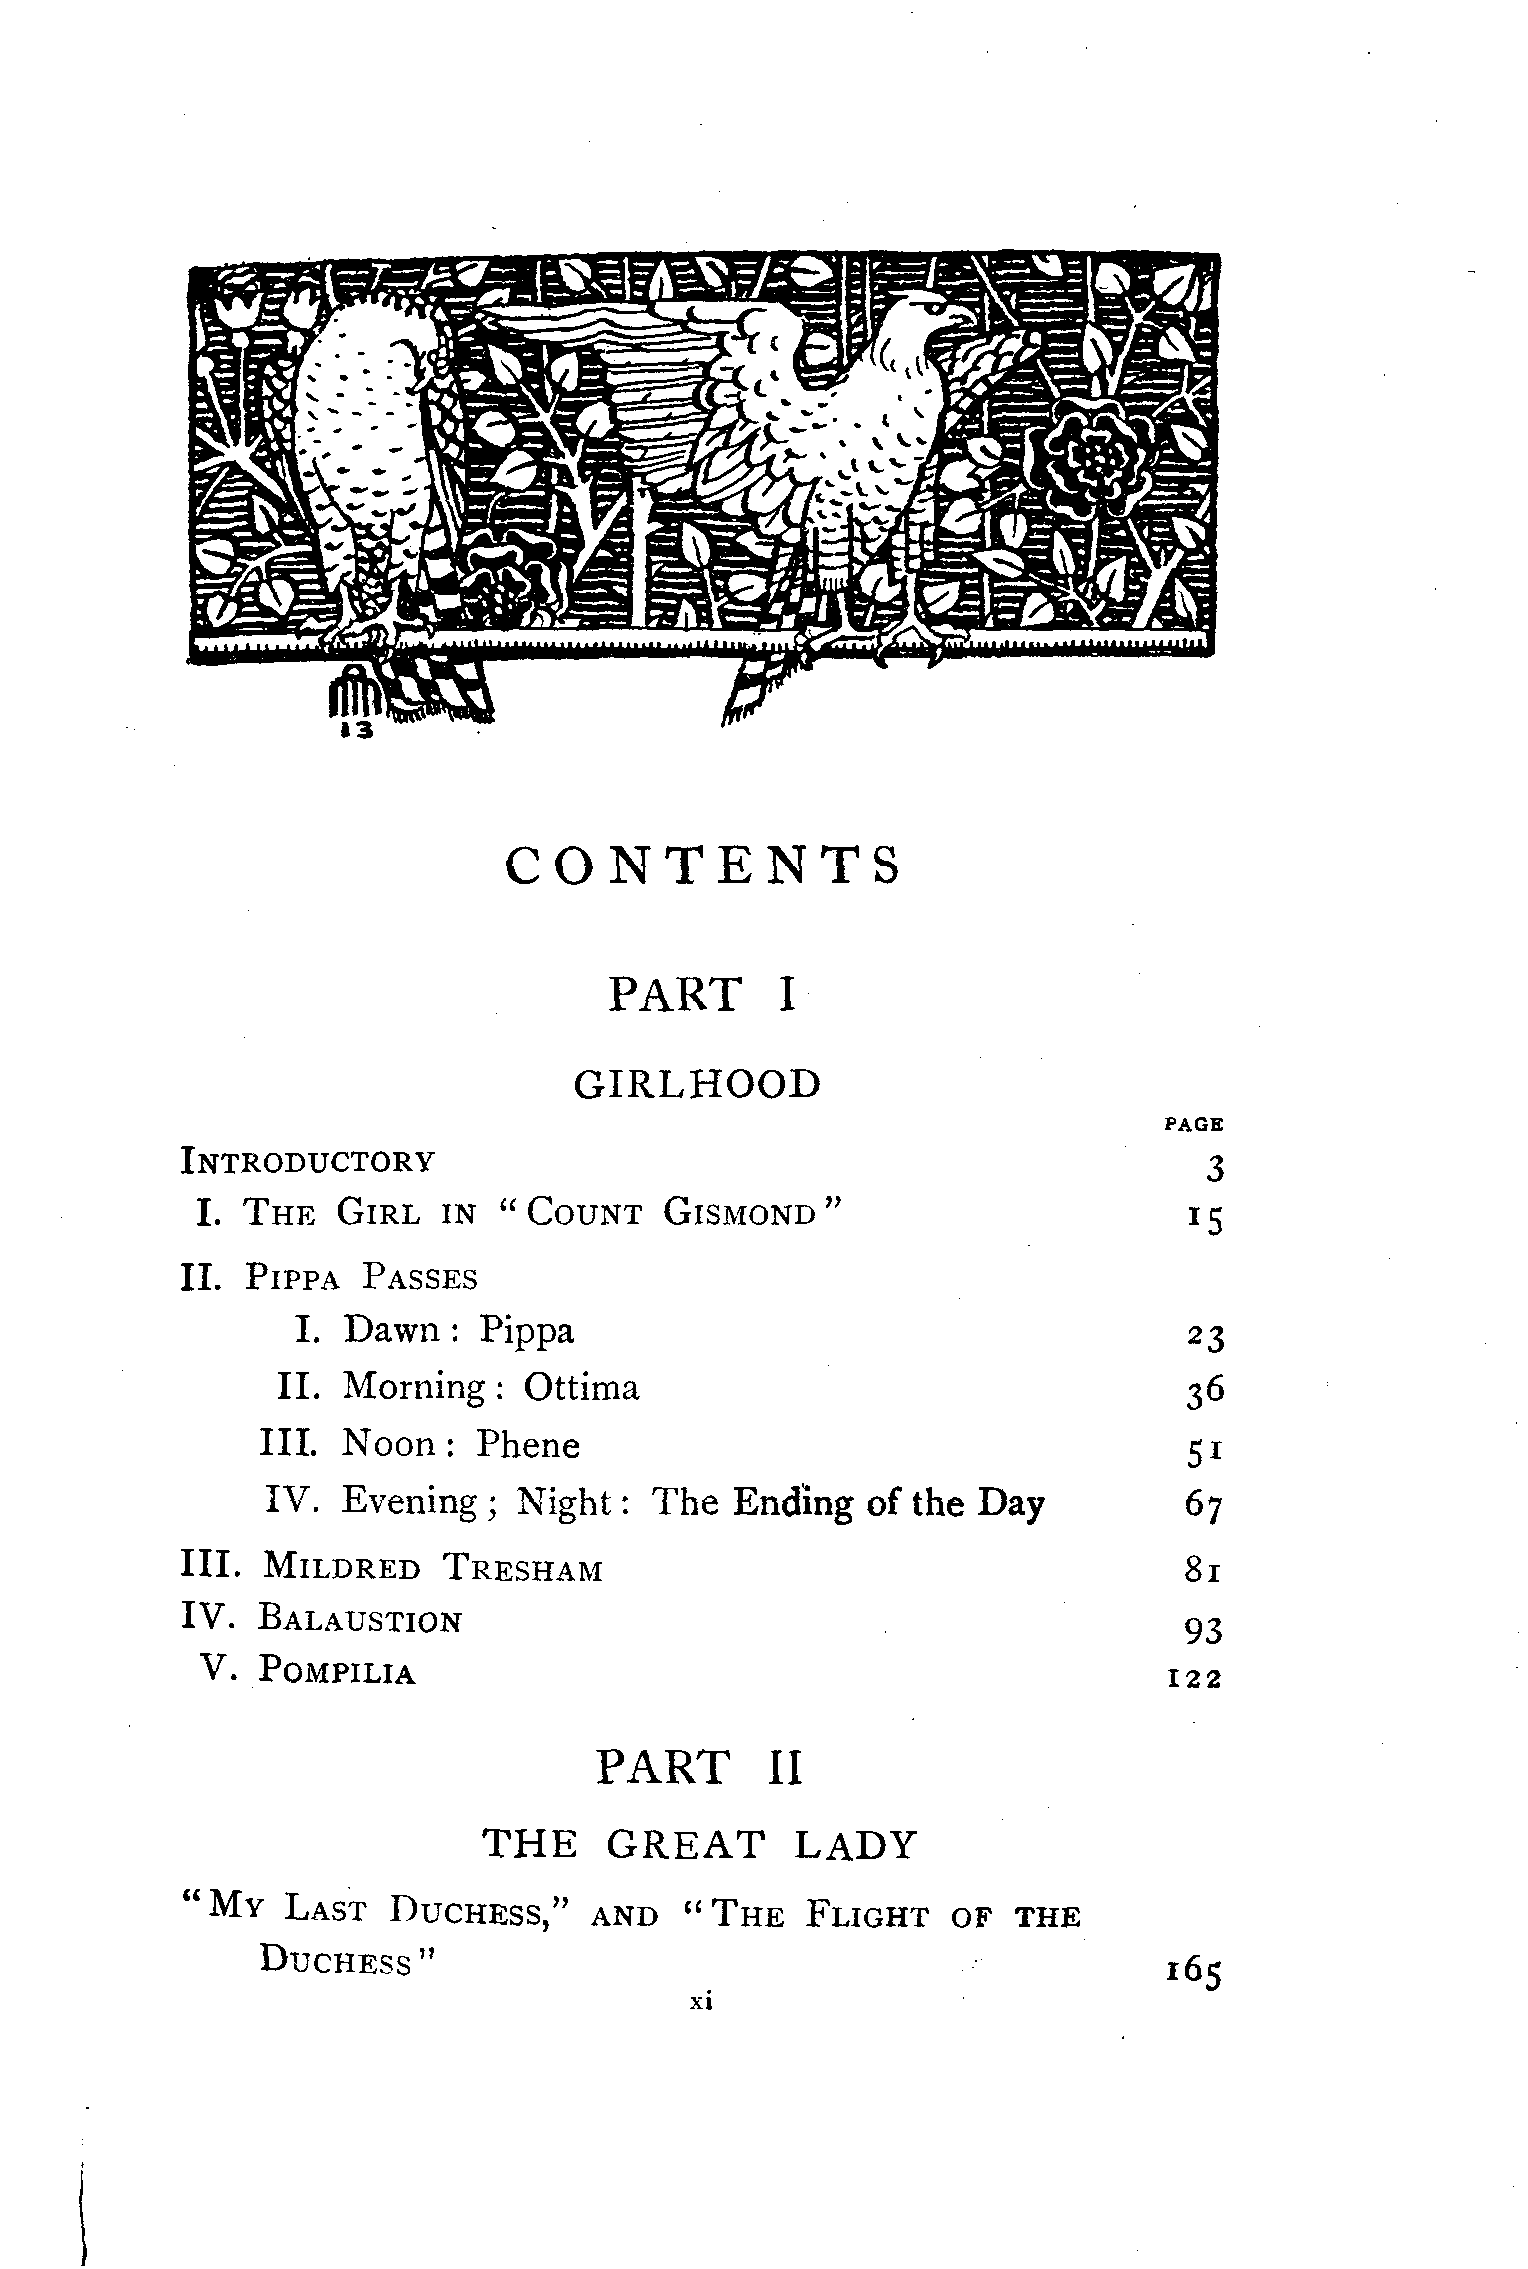 13
CONTENTS
PART I
GIRLHOOD
PAGE
INTRODUCTORY 3
I. THE GIRL IN "COUNT GISMOND" 15
II. PIPPA PASSES
I. Dawn: Pippa 23
II. Morning: Ottima 36
III. Noon: Phene 51
IV. Evening; Night: The Ending of the Day 67
III. MILDRED TRESHAM 81
IV. BALAUSTION 93
V. POMPILIA 122
PART II
THE GREAT LADY
"MY LAST DUCHESS," AND "THE FLIGHT OF THE
DUCHESS" 165
xi